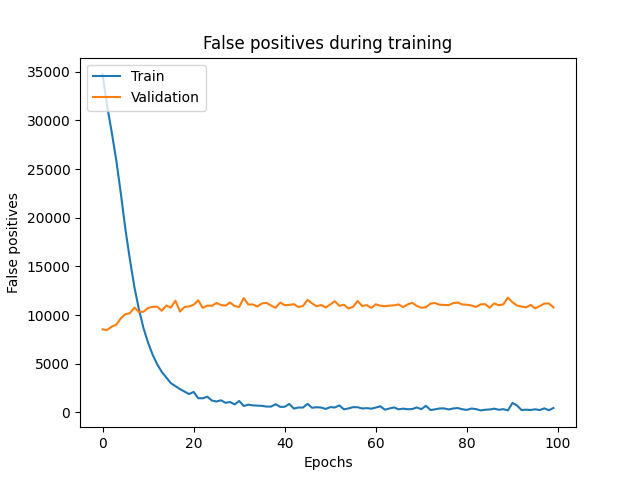 False positives during training
Train
Validation
False positives
35000
30000
25000
20000
15000
10000
5000
0
0 20 40 60 80 100
Epochs